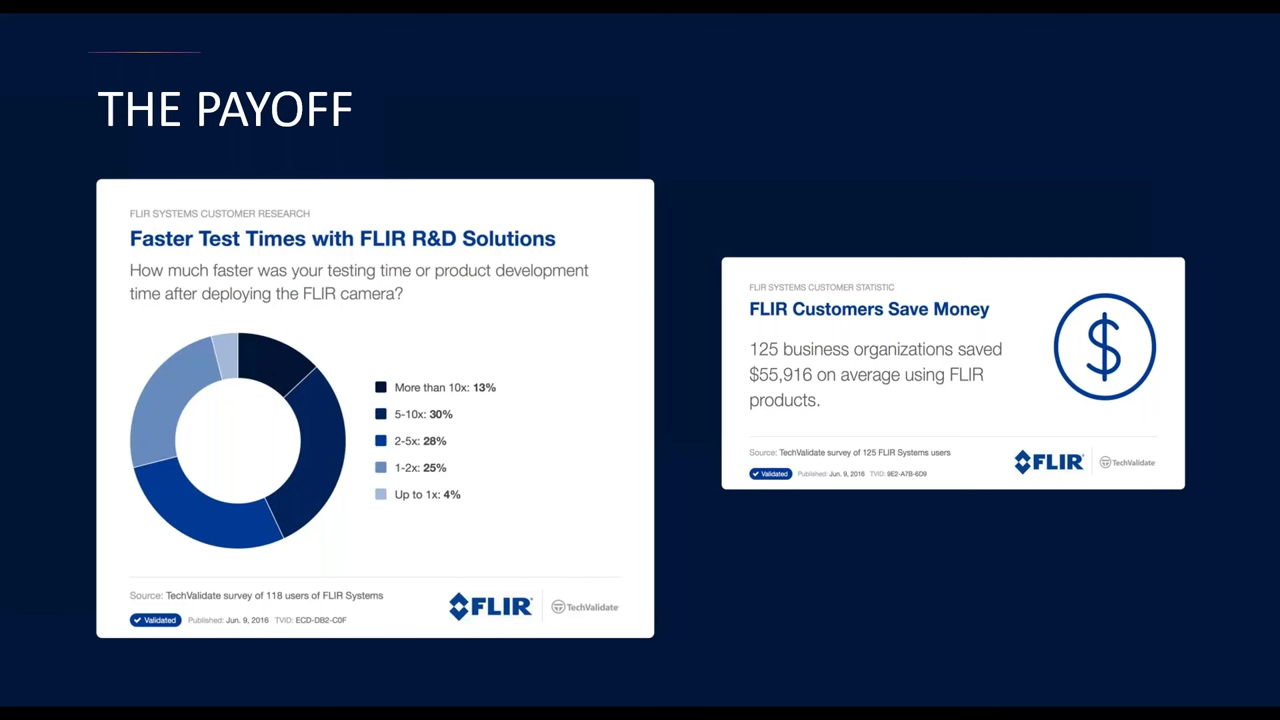 THE PAYOFF
FLIR SYSTEMS CUSTOMER RESEARCH
Faster Test Times with FLIR R&D Solutions
How much faster was your testing time or product development
time after deploying the FLIR camera?
More than 10x: 13%
5-10x: 30%
2-5x: 28%
1-2x: 25%
Up to 1x: 4%
Source: TechValidate survey of 118 users of FLIR Systems
Validated Published: Jun. 9, 2016 TVID: ECD-DB2-C0F
FLIR TechValidate
FLIR SYSTEMS CUSTOMER STATISTIC
FLIR Customers Save Money
125 business organizations saved
$55,916 on average using FLIR
products.
$
Source: TechValidate survey of 125 FLIR Systems users
Validated Published: Jun. 9, 2016 TVID: 9E2-A7B-6D9
FLIR TechValidate